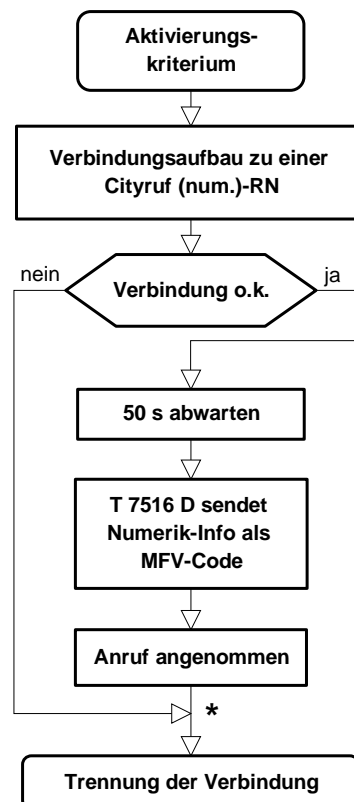 Aktivierungs-
kriterium
Verbindungsaufbau zu einer
Cityruf (num.)-RN
nein
ja
Verbindung o.k.
50 s abwarten
T 7516 D sendet
Numerik-Info als
MFV-Code
Anruf angenommen
*
Trennung der Verbindung